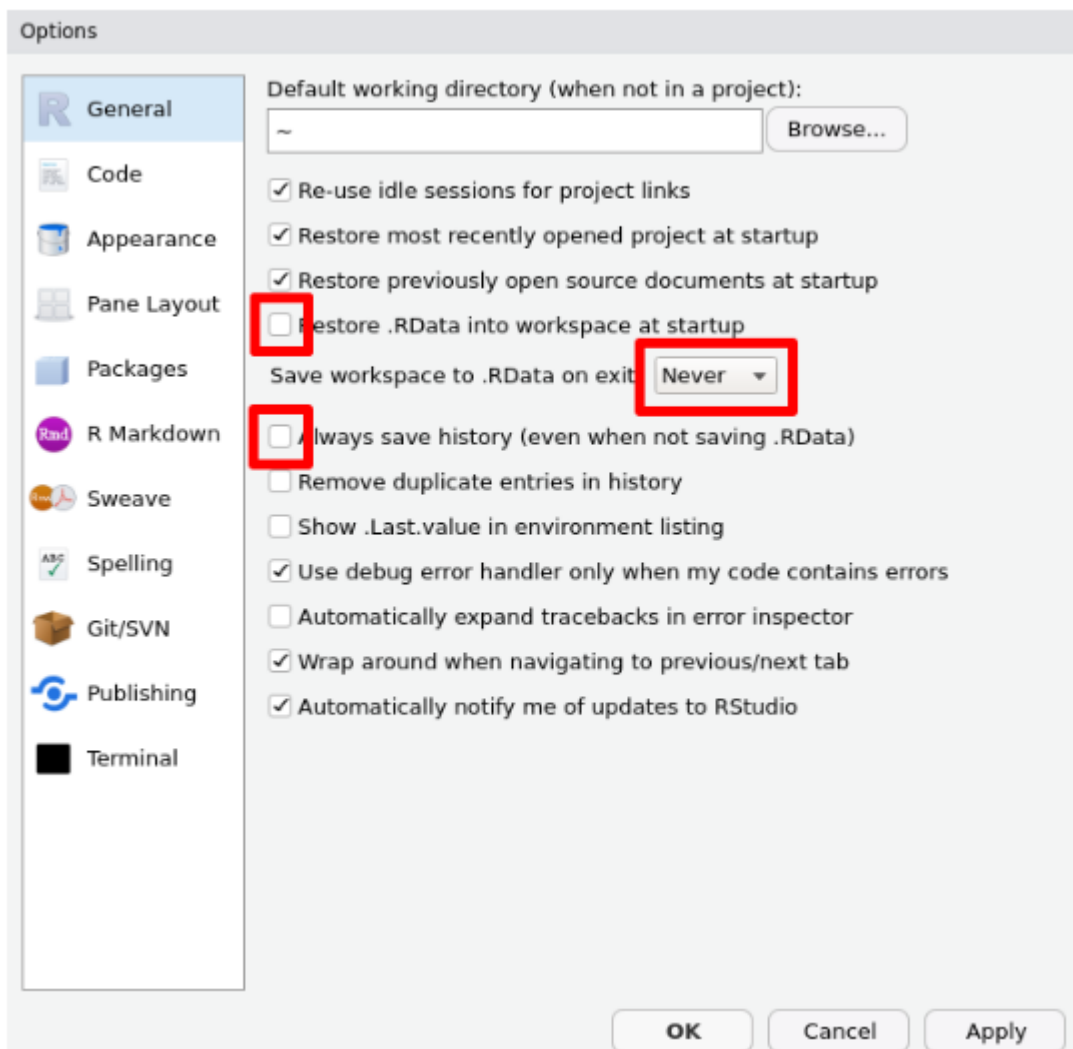 Options
General
Code
Appearance
Pane Layout
Packages
Rmd R Markdown
Sweave
ABC Spelling
Git/SVN
Publishing
Terminal
Default working directory (when not in a project):
~ Browse...
Re-use idle sessions for project links
Restore most recently opened project at startup
Restore previously open source documents at startup
Restore .RData into workspace at startup
Save workspace to .RData on exit Never
Always save history (even when not saving .RData)
Remove duplicate entries in history
Show .Last.value in environment listing
Use debug error handler only when my code contains errors
Automatically expand tracebacks in error inspector
Wrap around when navigating to previous/next tab
Automatically notify me of updates to RStudio
OK Cancel Apply